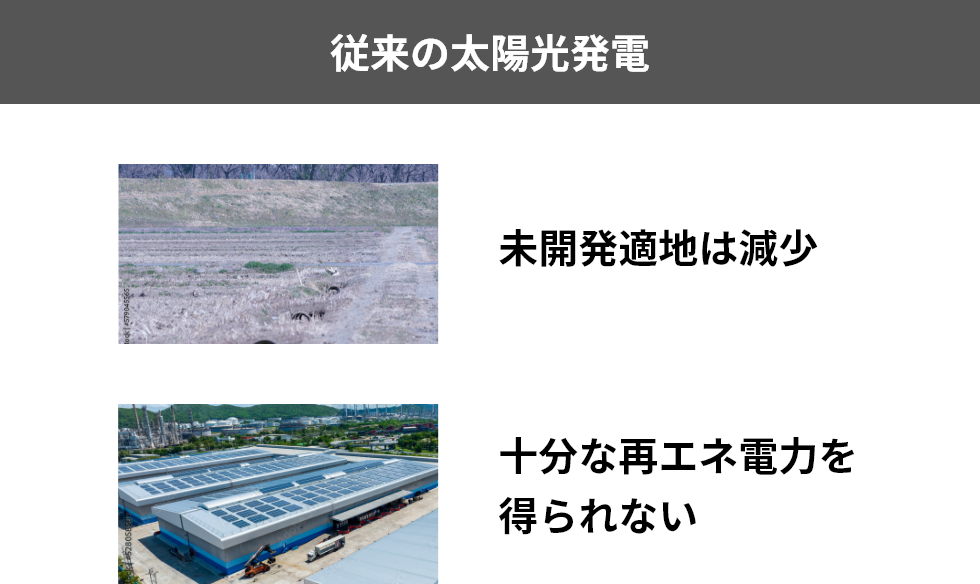 従来の太陽光発電
未開発適地は減少
十分な再エネ電力を
得られない